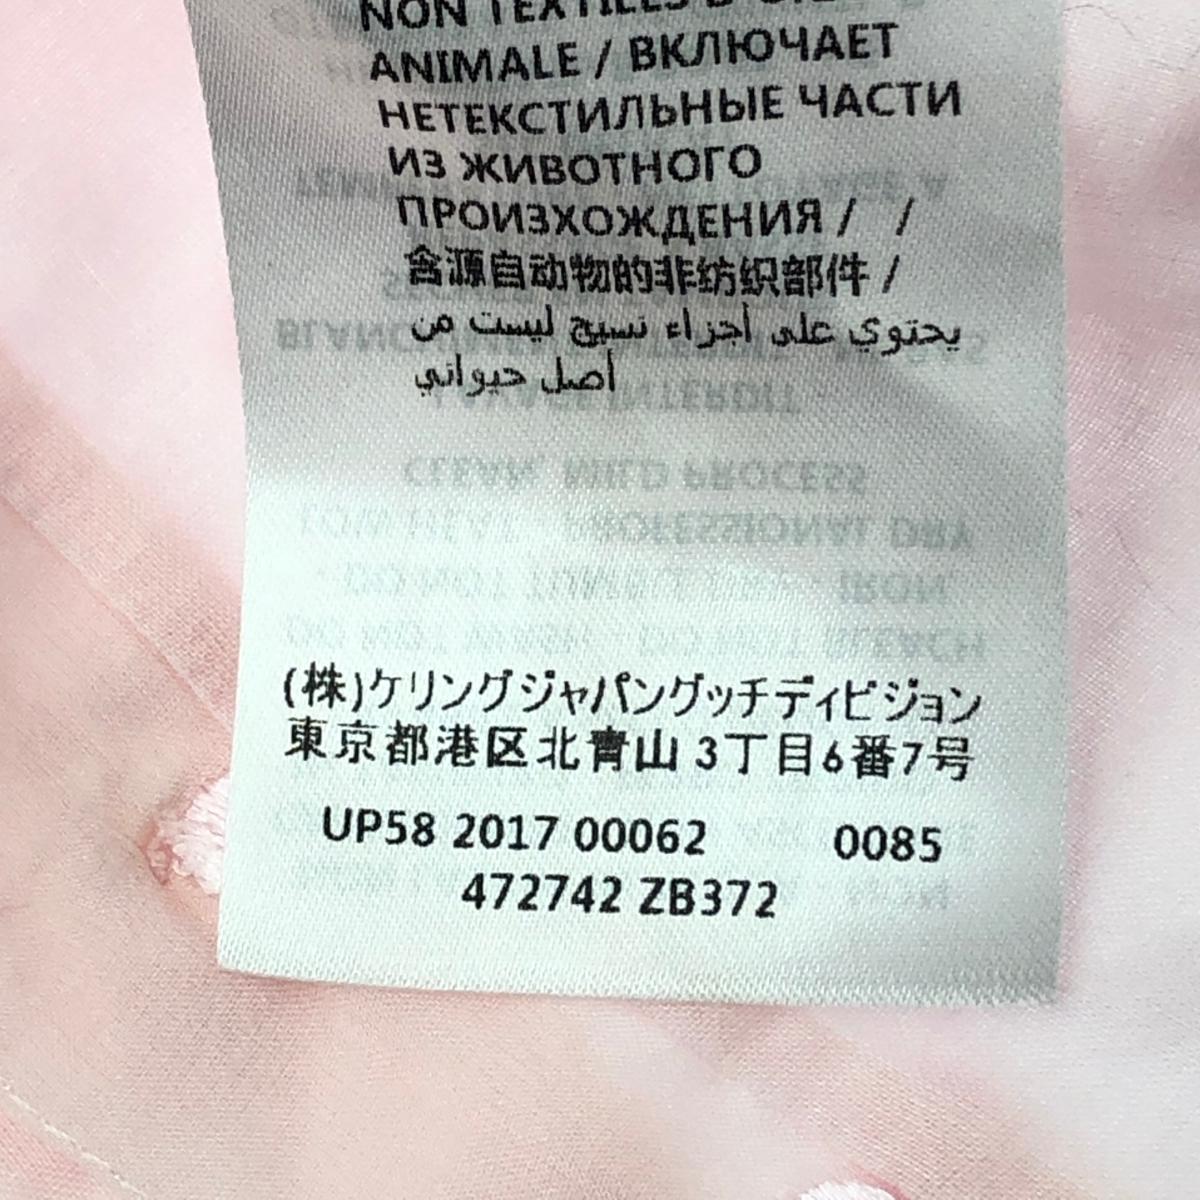 NON TEXTILES D'
ANIMALE / ВКЛЮЧАЕТ
НЕТЕКСТИЛЬНЫЕ ЧАСТИ
ИЗ ЖИВОТНОГО
ПРОИЗХОЖДЕНИЯ / /
含源自动物的非纺织部件 /
يحتوي على أجزاء نسيج ليست من
أصل حيواني
(株)ケリングジャパングッチディビジョン
東京都港区北青山 3丁目6番7号
UP58 2017 00062 0085
472742 ZB372